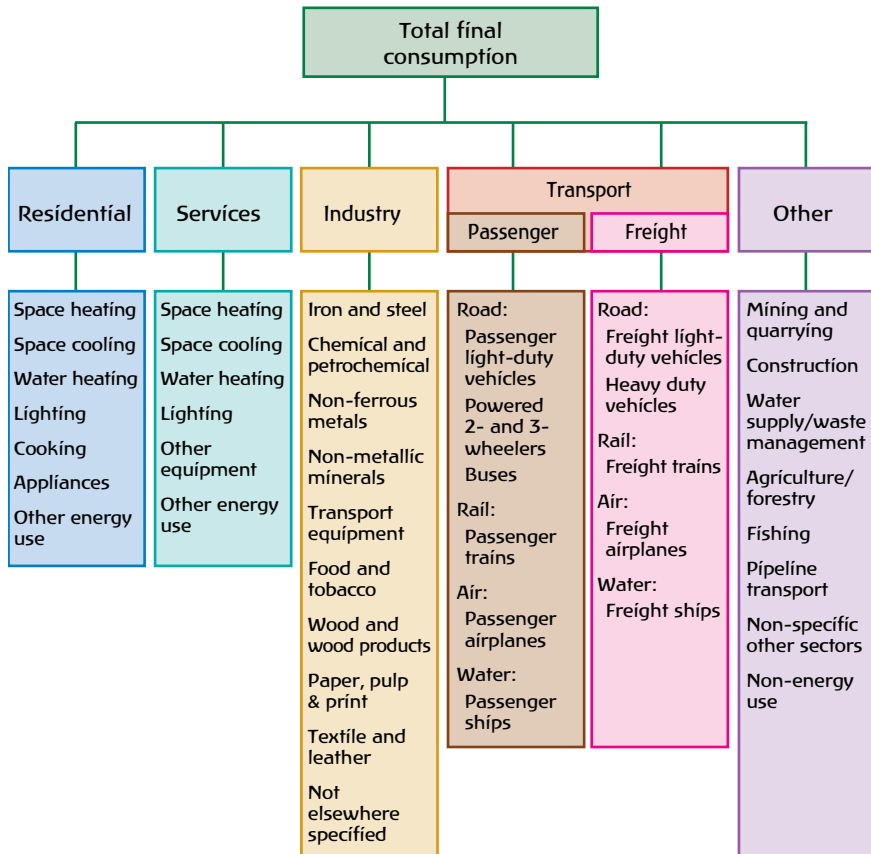 Total final
consumption
Residential
Services
Industry
Transport
Passenger
Freight
Other
Space heating
Space cooling
Water heating
Lighting
Cooking
Appliances
Other energy
use
Space heating
Space cooling
Water heating
Lighting
Other
equipment
Other energy
use
Iron and steel
Chemical and
petrochemical
Non-ferrous
metals
Non-metallic
minerals
Transport
equipment
Food and
tobacco
Wood and
wood products
Paper, pulp
& print
Textile and
leather
Not
elsewhere
specified
Road:
Passenger
light-duty
vehicles
Powered
2- and 3-
wheelers
Buses
Rail:
Passenger
trains
Air:
Passenger
airplanes
Water:
Passenger
ships
Road:
Freight light-
duty vehicles
Heavy duty
vehicles
Rail:
Freight trains
Air:
Freight
airplanes
Water:
Freight ships
Mining and
quarrying
Construction
Water
supply/waste
management
Agriculture/
forestry
Fishing
Pipeline
transport
Non-specific
other sectors
Non-energy
use